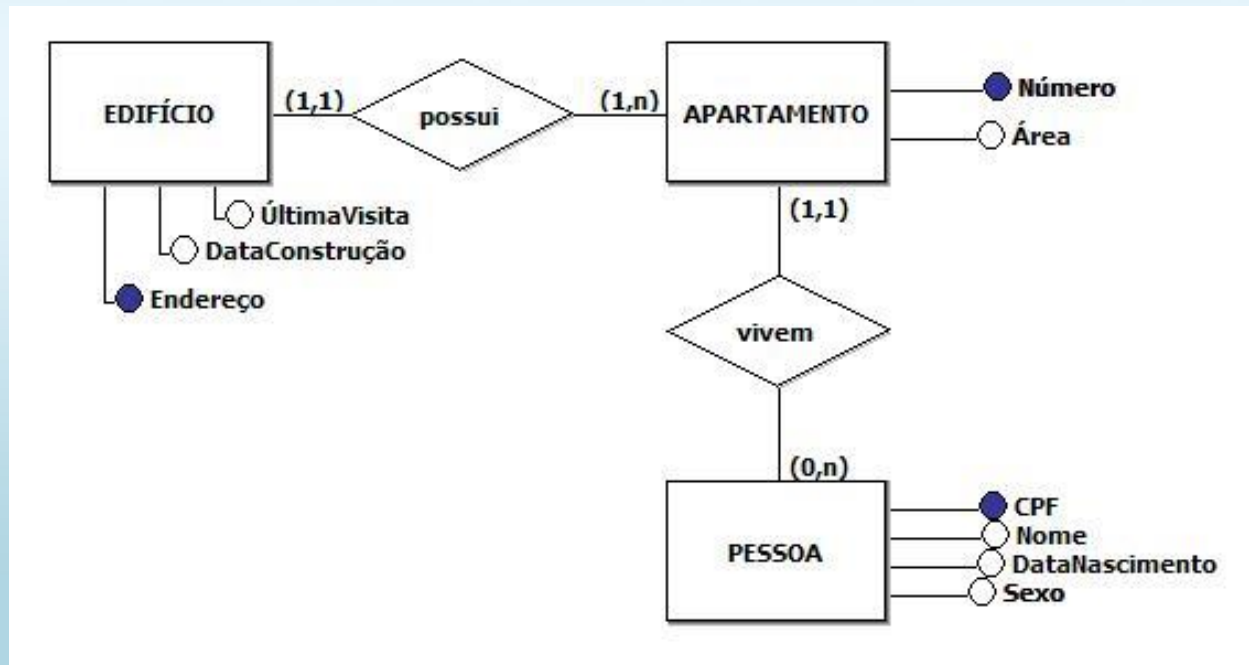 EDIFÍCIO
(1,1)
possui
(1,n)
APARTAMENTO
Número
Área
ÚltimaVisita
DataConstrução
Endereço
(1,1)
vivem
(0,n)
PESSOA
CPF
Nome
DataNascimento
Sexo